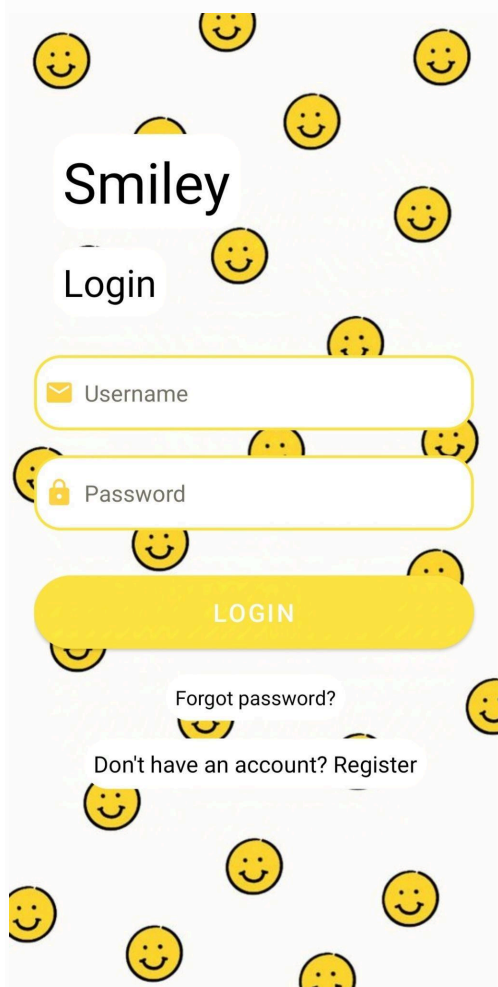 Smiley
Login
Username
Password
LOGIN
Forgot password?
Don't have an account? Register